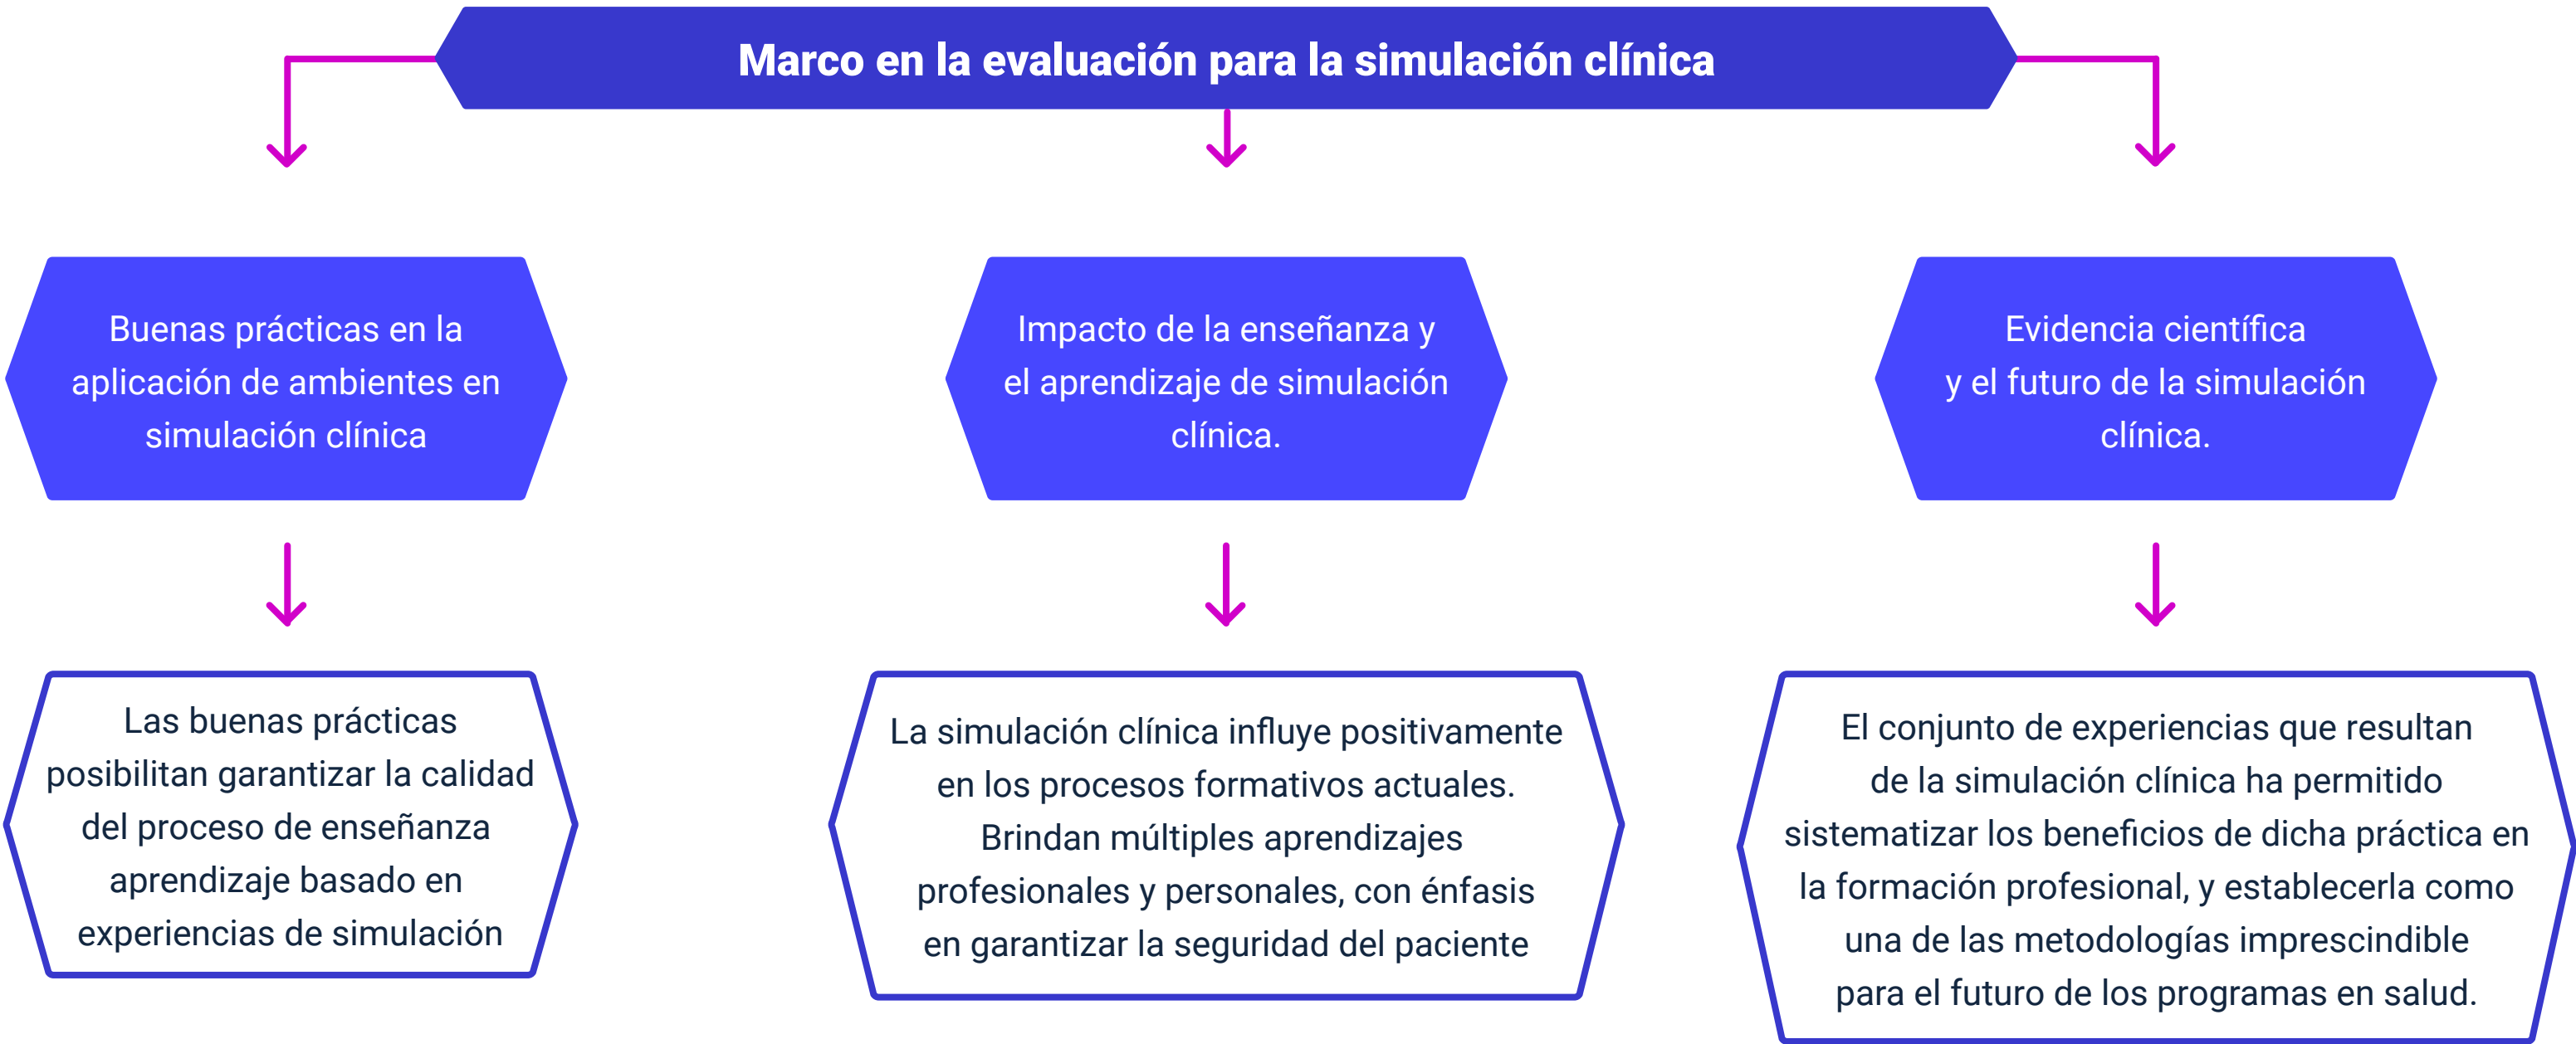 Marco en la evaluación para la simulación clínica
Buenas prácticas en la
aplicación de ambientes en
simulación clínica
Impacto de la enseñanza y
el aprendizaje de simulación
clínica.
Evidencia científica
y el futuro de la simulación
clínica.
Las buenas prácticas
posibilitan garantizar la calidad
del proceso de enseñanza
aprendizaje basado en
experiencias de simulación
La simulación clínica influye positivamente
en los procesos formativos actuales.
Brindan múltiples aprendizajes
profesionales y personales, con énfasis
en garantizar la seguridad del paciente
El conjunto de experiencias que resultan
de la simulación clínica ha permitido
sistematizar los beneficios de dicha práctica en
la formación profesional, y establecerla como
una de las metodologías imprescindible
para el futuro de los programas en salud.